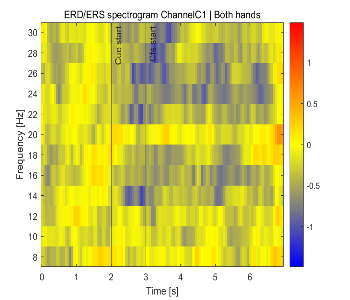 ERD/ERS spectrogram ChannelC1 | Both hands
Frequency [Hz]
30
28
26
24
22
20
18
16
14
12
10
8
Cue start
Cfs start
0 1 2 3 4 5 6
Time [s]
1
0.5
0
-0.5
-1